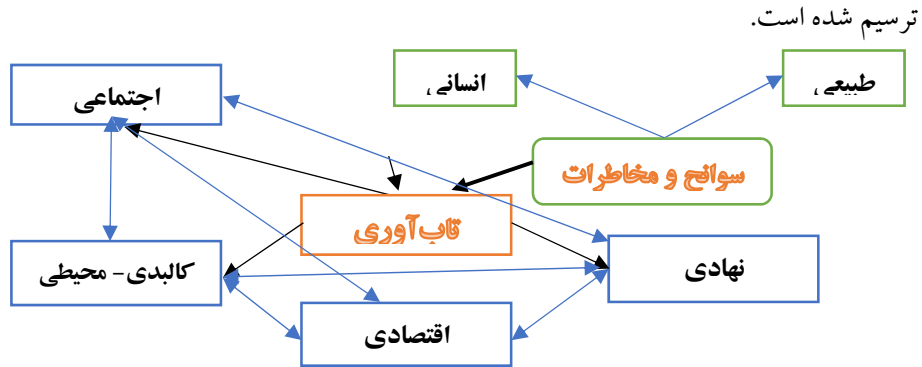 ترسیم شده است.
طبیعی
انسانی
اجتماعی
سوانح و مخاطرات
تاب‌آوری
نهادی
کالبدی- محیطی
اقتصادی